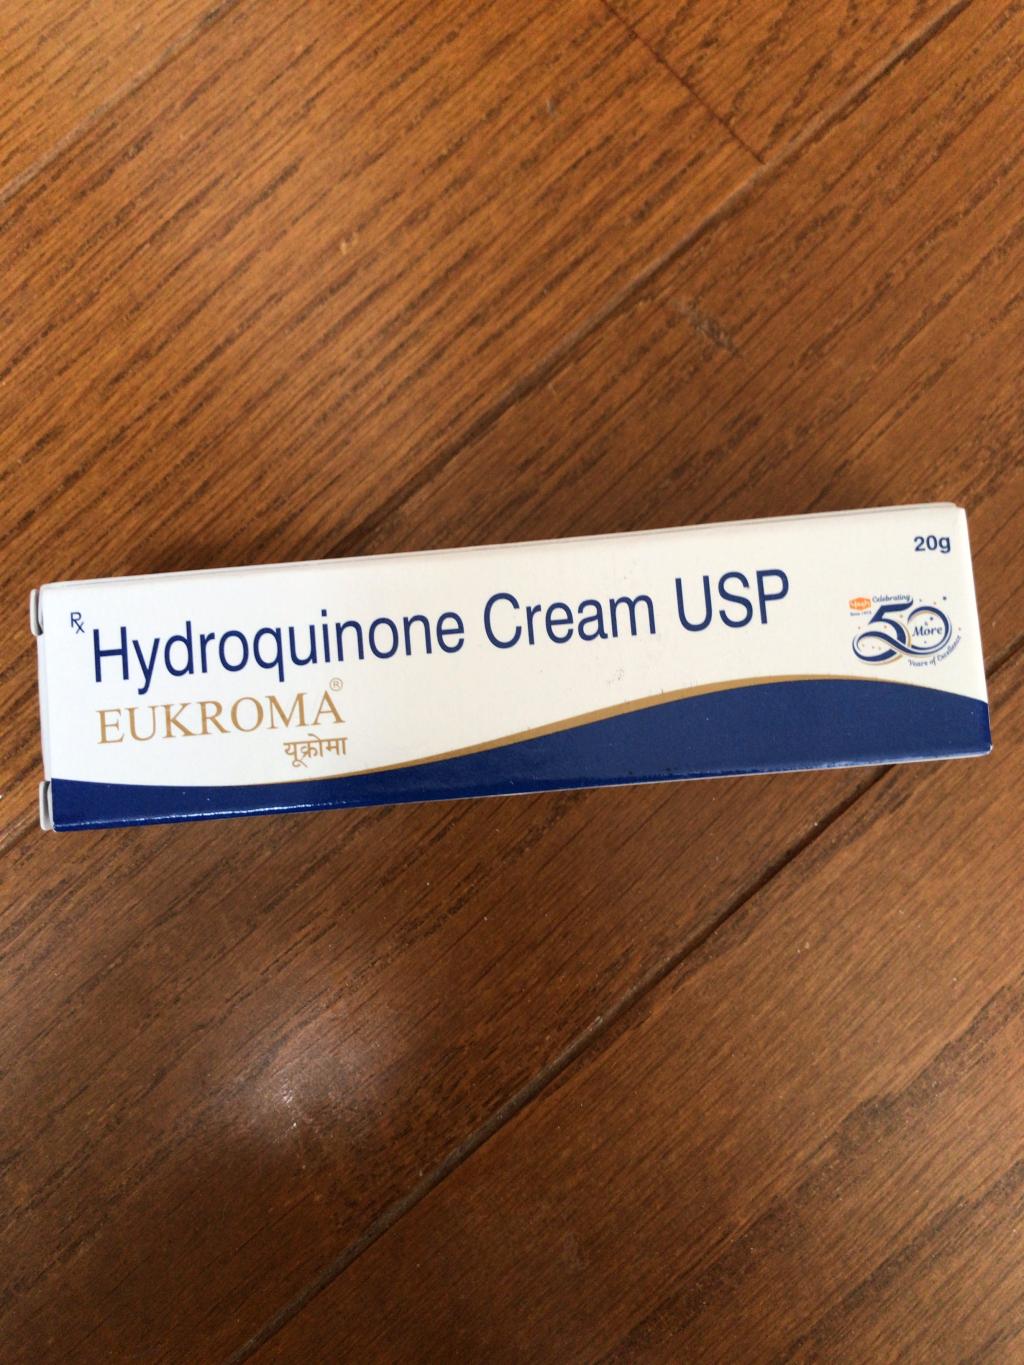 20g
Rx Hydroquinone Cream USP
EUKROMA®
यूक्रोमा
Celebrating
50
& More
Years of Excellence